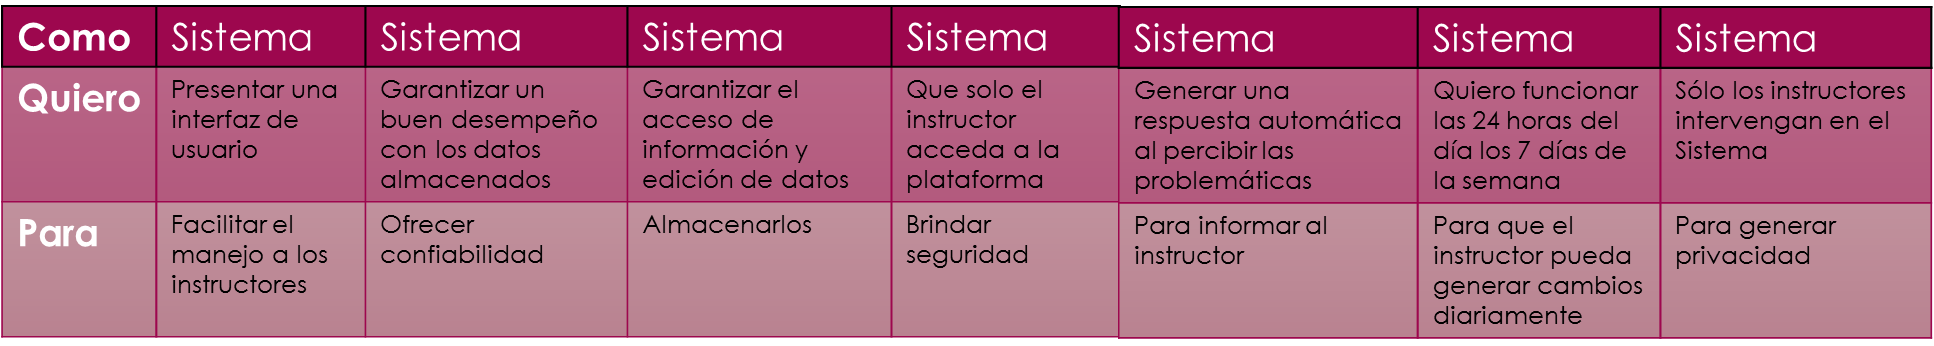 Como
Sistema
Sistema
Sistema
Sistema
Sistema
Sistema
Sistema
Quiero
Presentar una
interfaz de
usuario
Garantizar un
buen desempeño
con los datos
almacenados
Garantizar el
acceso de
información y
edición de datos
Que solo el
instructor
acceda a la
plataforma
Generar una
respuesta automática
al percibir las
problemáticas
Quiero funcionar
las 24 horas del
día los 7 días de
la semana
Sólo los instructores
intervengan en el
Sistema
Para
Facilitar el
manejo a los
instructores
Ofrecer
confiabilidad
Almacenarlos
Brindar
seguridad
Para informar al
instructor
Para que el
instructor pueda
generar cambios
diariamente
Para generar
privacidad